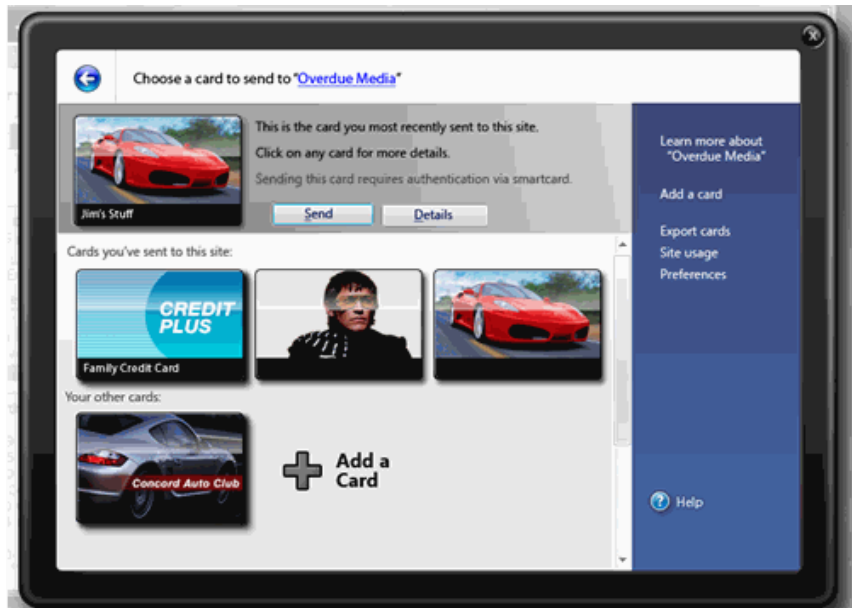 Choose a card to send to "Overdue Media"
This is the card you most recently sent to this site.
Click on any card for more details.
Sending this card requires authentication via smartcard.
Jim's Stuff
Send
Details
Cards you've sent to this site:
CREDIT
PLUS
Family Credit Card
Your other cards:
Concord Auto Club
Add a
Card
Learn more about
"Overdue Media"
Add a card
Export cards
Site usage
Preferences
Help